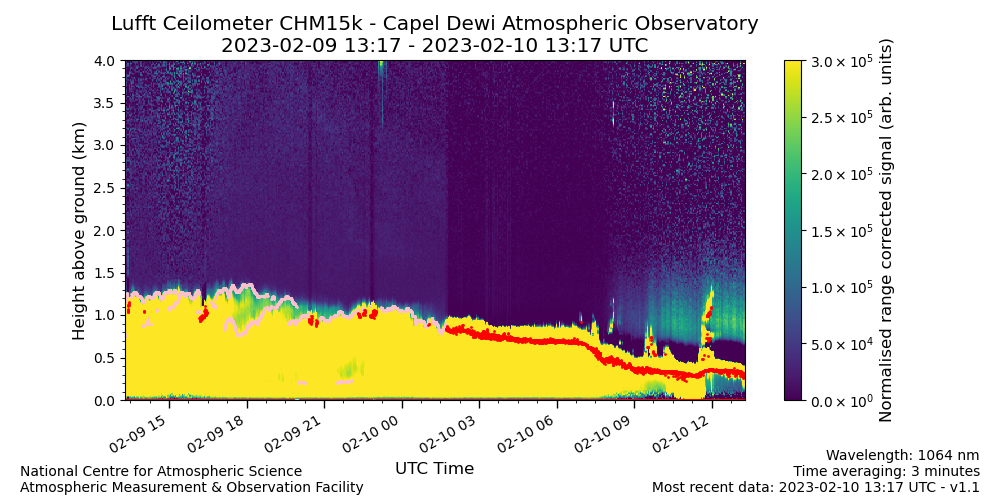 Lufft Ceilometer CHM15k - Capel Dewi Atmospheric Observatory
2023-02-09 13:17 - 2023-02-10 13:17 UTC
Height above ground (km)
4.0
3.5
3.0
2.5
2.0
1.5
1.0
0.5
0.0
02-09 15
02-09 18
02-09 21
02-10 00
02-10 03
02-10 06
02-10 09
02-10 12
UTC Time
3.0 × 10⁵
2.5 × 10⁵
2.0 × 10⁵
1.5 × 10⁵
1.0 × 10⁵
5.0 × 10⁴
0.0 × 10⁰
Normalised range corrected signal (arb. units)
National Centre for Atmospheric Science
Atmospheric Measurement & Observation Facility
Wavelength: 1064 nm
Time averaging: 3 minutes
Most recent data: 2023-02-10 13:17 UTC - v1.1